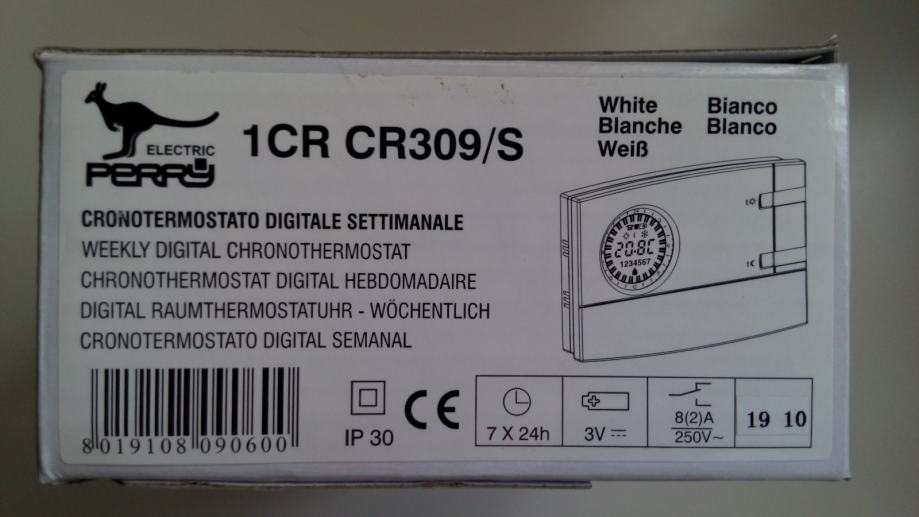 ELECTRIC
PERRY
1CR CR309/S
White Bianco
Blanche Blanco
Weiß
CRONOTERMOSTATO DIGITALE SETTIMANALE
WEEKLY DIGITAL CHRONOTHERMOSTAT
CHRONOTHERMOSTAT DIGITAL HEBDOMADAIRE
DIGITAL RAUMTHERMOSTATUHR - WÖCHENTLICH
CRONOTERMOSTATO DIGITAL SEMANAL
20.8C
1234567
8 019108 090600
IP 30
CE
7 X 24h
3V
8(2)A
250V~
19 10